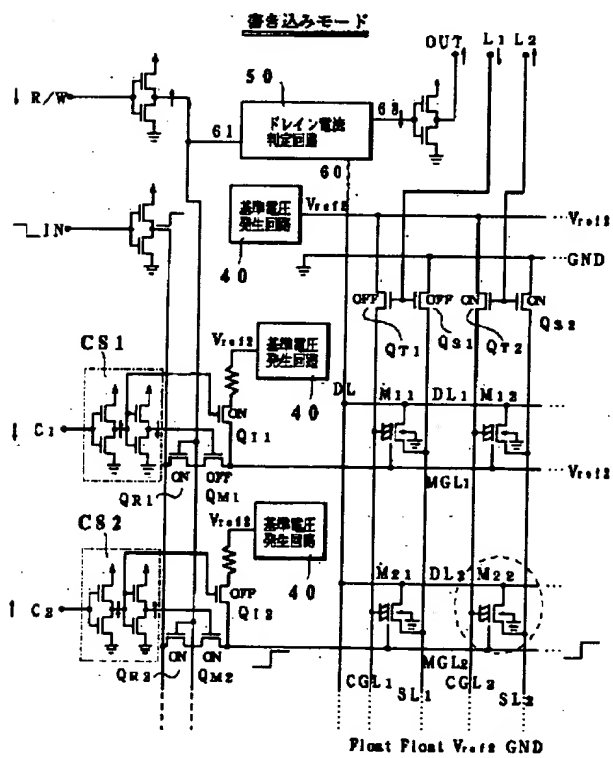 書き込みモード
OUT L1 L2
R/W
50
61
ドレイン電流
判定回路
68
60
IN
基準電圧
発生回路
Vref2
Vref2
40
GND
OFF OFF ON ON
QT1 QS1 QT2 QS2
CS1
Vref2
基準電圧
発生回路
40
DL M11 DL1 M12
C1
ON
QI1
ON OFF
QR1 QM1
MGL1
Vref2
CS2
Vref2
基準電圧
発生回路
40
M21 DL2 M22
C2
OFF
QI2
ON ON
QR2 QM2
MGL2
CGL1 SL1 CGL2 SL2
Float Float Vref2 GND